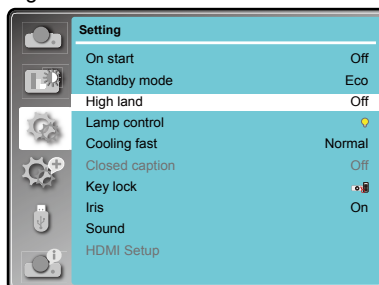 Setting
On start Off
Standby mode Eco
High land Off
Lamp control
Cooling fast Normal
Closed caption Off
Key lock
Iris On
Sound
HDMI Setup